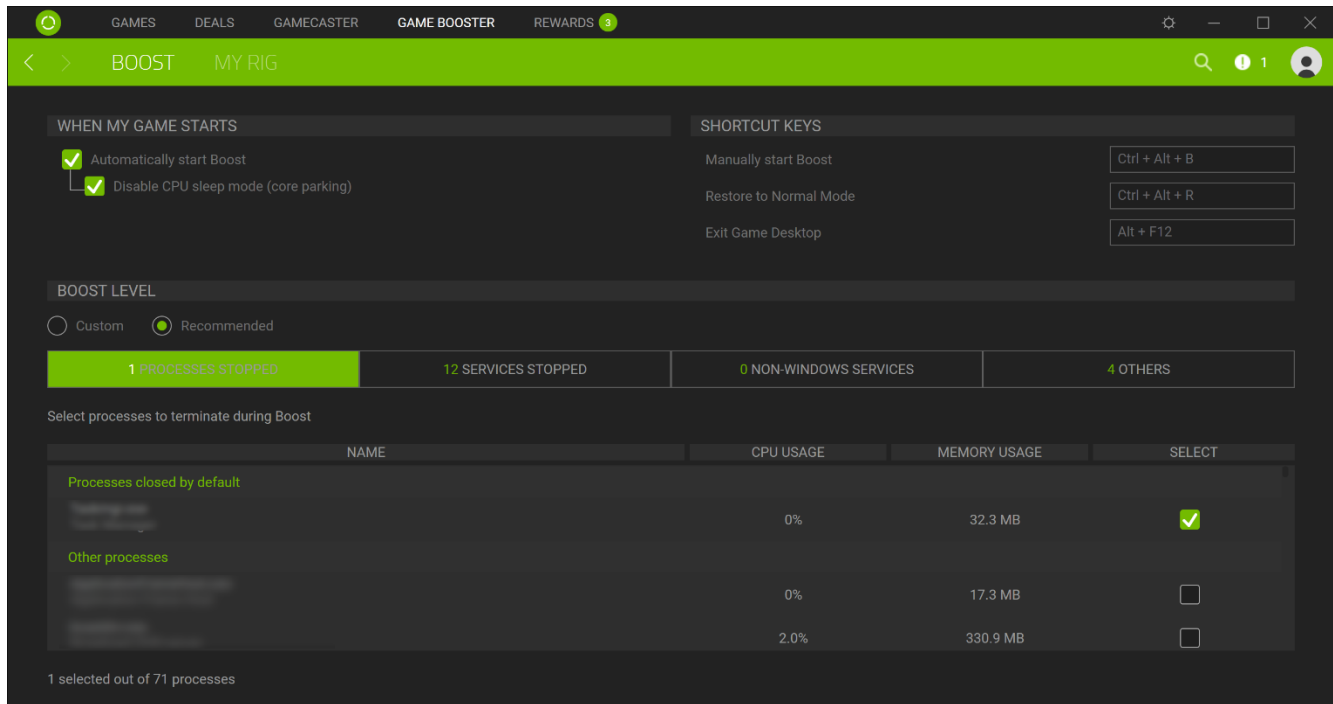 GAMES DEALS GAMECASTER GAME BOOSTER REWARDS 3
BOOST MY RIG 1
WHEN MY GAME STARTS
Automatically start Boost
Disable CPU sleep mode (core parking)
SHORTCUT KEYS
Manually start Boost Ctrl + Alt + B
Restore to Normal Mode Ctrl + Alt + R
Exit Game Desktop Alt + F12
BOOST LEVEL
Custom Recommended
1 PROCESSES STOPPED 12 SERVICES STOPPED 0 NON-WINDOWS SERVICES 4 OTHERS
Select processes to terminate during Boost
NAME CPU USAGE MEMORY USAGE SELECT
Processes closed by default
0% 32.3 MB
Other processes
0% 17.3 MB
2.0% 330.9 MB
1 selected out of 71 processes